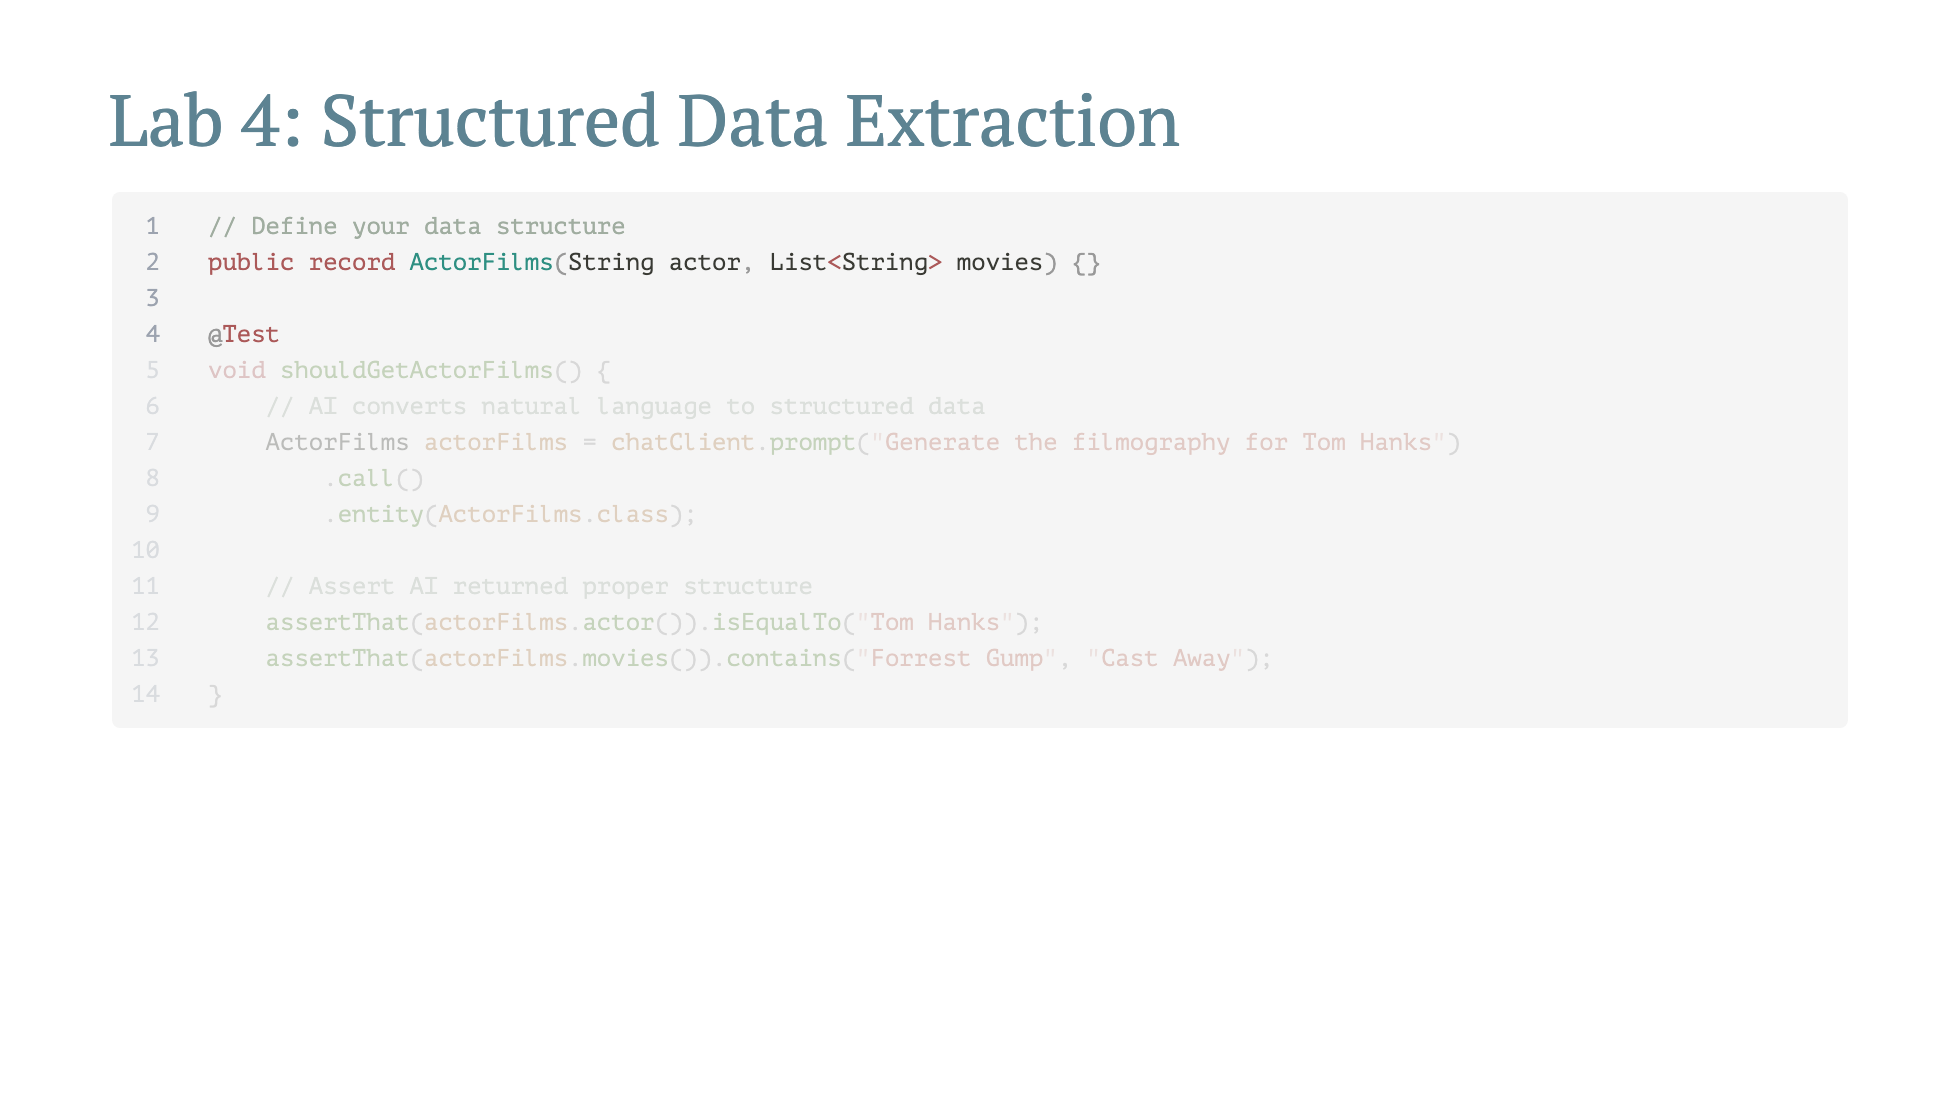 Lab 4: Structured Data Extraction
1 // Define your data structure
2 public record ActorFilms(String actor, List<String> movies) {}
3
4 @Test
5 void shouldGetActorFilms() {
6     // AI converts natural language to structured data
7     ActorFilms actorFilms = chatClient.prompt("Generate the filmography for Tom Hanks")
8         .call()
9         .entity(ActorFilms.class);
10
11     // Assert AI returned proper structure
12     assertThat(actorFilms.actor()).isEqualTo("Tom Hanks");
13     assertThat(actorFilms.movies()).contains("Forrest Gump", "Cast Away");
14 }